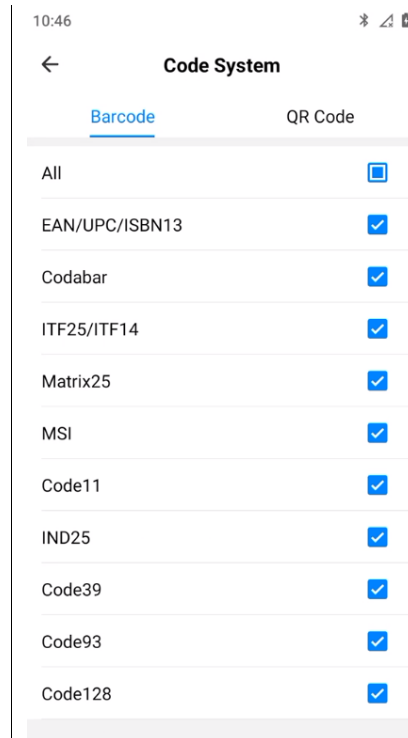 10:46
Code System
Barcode QR Code
All
EAN/UPC/ISBN13
Codabar
ITF25/ITF14
Matrix25
MSI
Code11
IND25
Code39
Code93
Code128